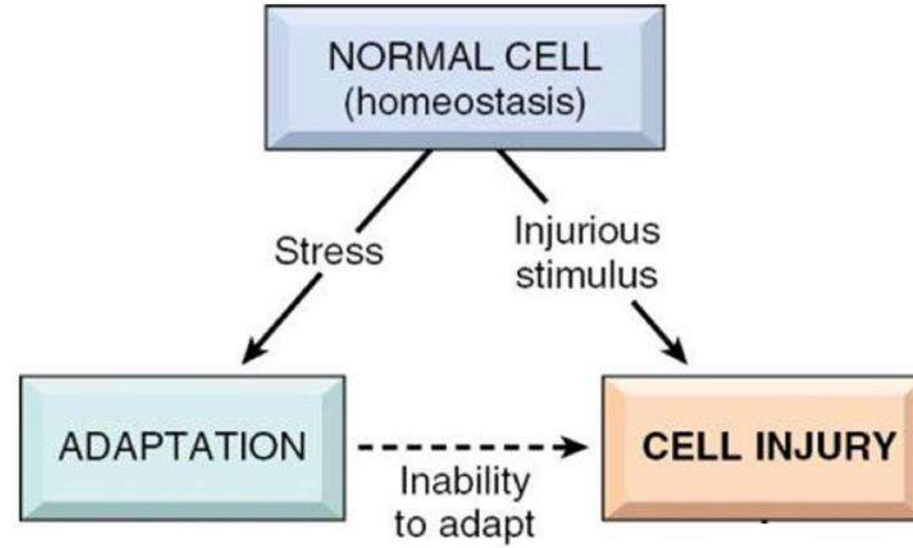 NORMAL CELL
(homeostasis)
Stress
Injurious
stimulus
ADAPTATION
Inability
to adapt
CELL INJURY